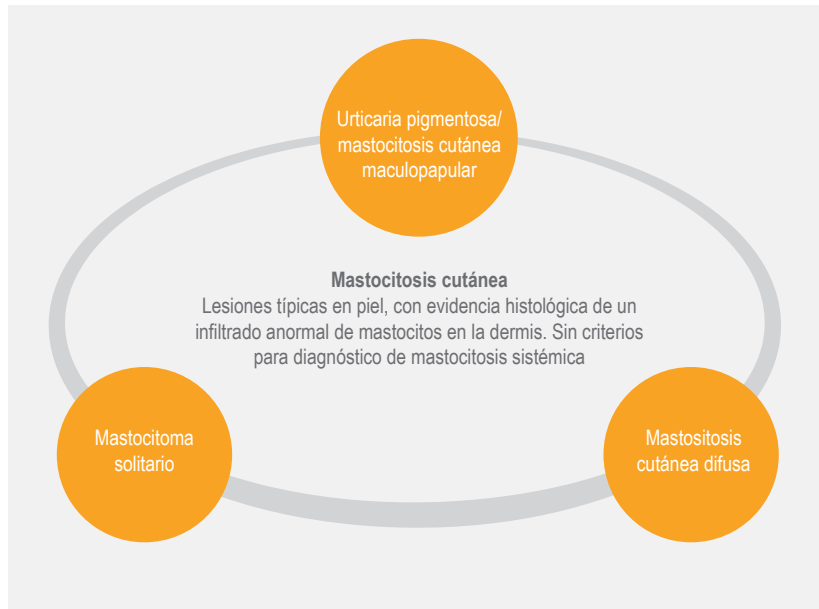 Urticaria pigmentosa/
mastocitosis cutánea
maculopapular
Mastocitosis cutánea
Lesiones típicas en piel, con evidencia histológica de un
infiltrado anormal de mastocitos en la dermis. Sin criterios
para diagnóstico de mastocitosis sistémica
Mastocitoma
solitario
Mastositosis
cutánea difusa